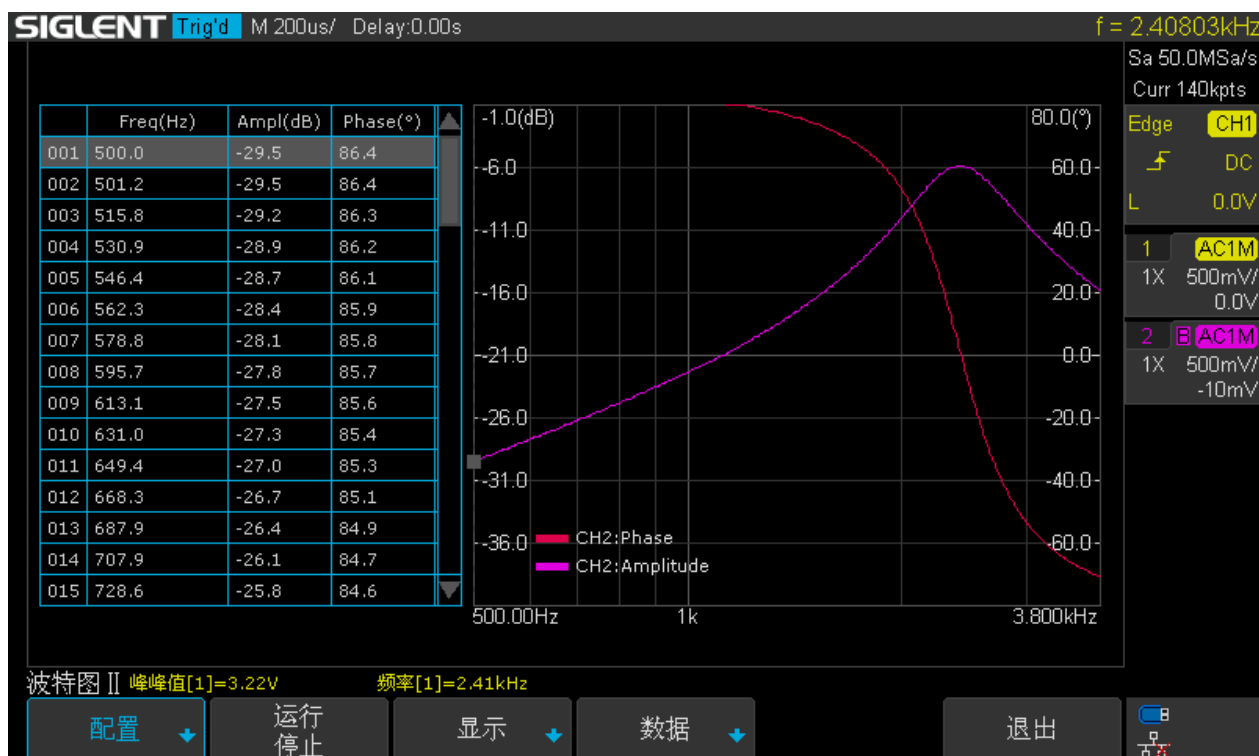 SIGLENT Trig'd M 200us/ Delay:0.00s f = 2.40803kHz
Sa 50.0MSa/s
Curr 140kpts
Edge CH1
DC
L 0.0V
1 AC1M
1X 500mV/
0.0V
2 B AC1M
1X 500mV/
-10mV
Freq(Hz) Ampl(dB) Phase(°)
001 500.0 -29.5 86.4
002 501.2 -29.5 86.4
003 515.8 -29.2 86.3
004 530.9 -28.9 86.2
005 546.4 -28.7 86.1
006 562.3 -28.4 85.9
007 578.8 -28.1 85.8
008 595.7 -27.8 85.7
009 613.1 -27.5 85.6
010 631.0 -27.3 85.4
011 649.4 -27.0 85.3
012 668.3 -26.7 85.1
013 687.9 -26.4 84.9
014 707.9 -26.1 84.7
015 728.6 -25.8 84.6
-1.0(dB) 80.0(°)
-6.0 60.0
-11.0 40.0
-16.0 20.0
-21.0 0.0
-26.0 -20.0
-31.0 -40.0
-36.0 -60.0
CH2:Phase
CH2:Amplitude
500.00Hz 1k 3.800kHz
波特图 II 峰峰值[1]=3.22V 频率[1]=2.41kHz
配置
运行
停止
显示
数据
退出